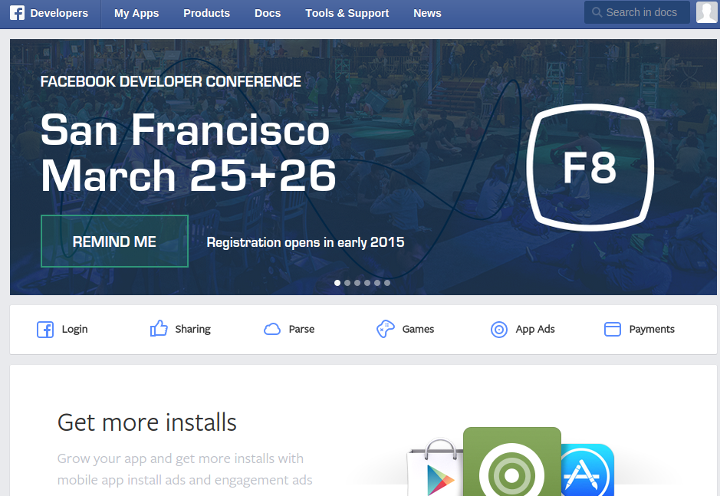 Developers
My Apps
Products
Docs
Tools & Support
News
Search in docs
FACEBOOK DEVELOPER CONFERENCE
San Francisco
March 25+26
F8
REMIND ME
Registration opens in early 2015
Login
Sharing
Parse
Games
App Ads
Payments
Get more installs
Grow your app and get more installs with
mobile app install ads and engagement ads